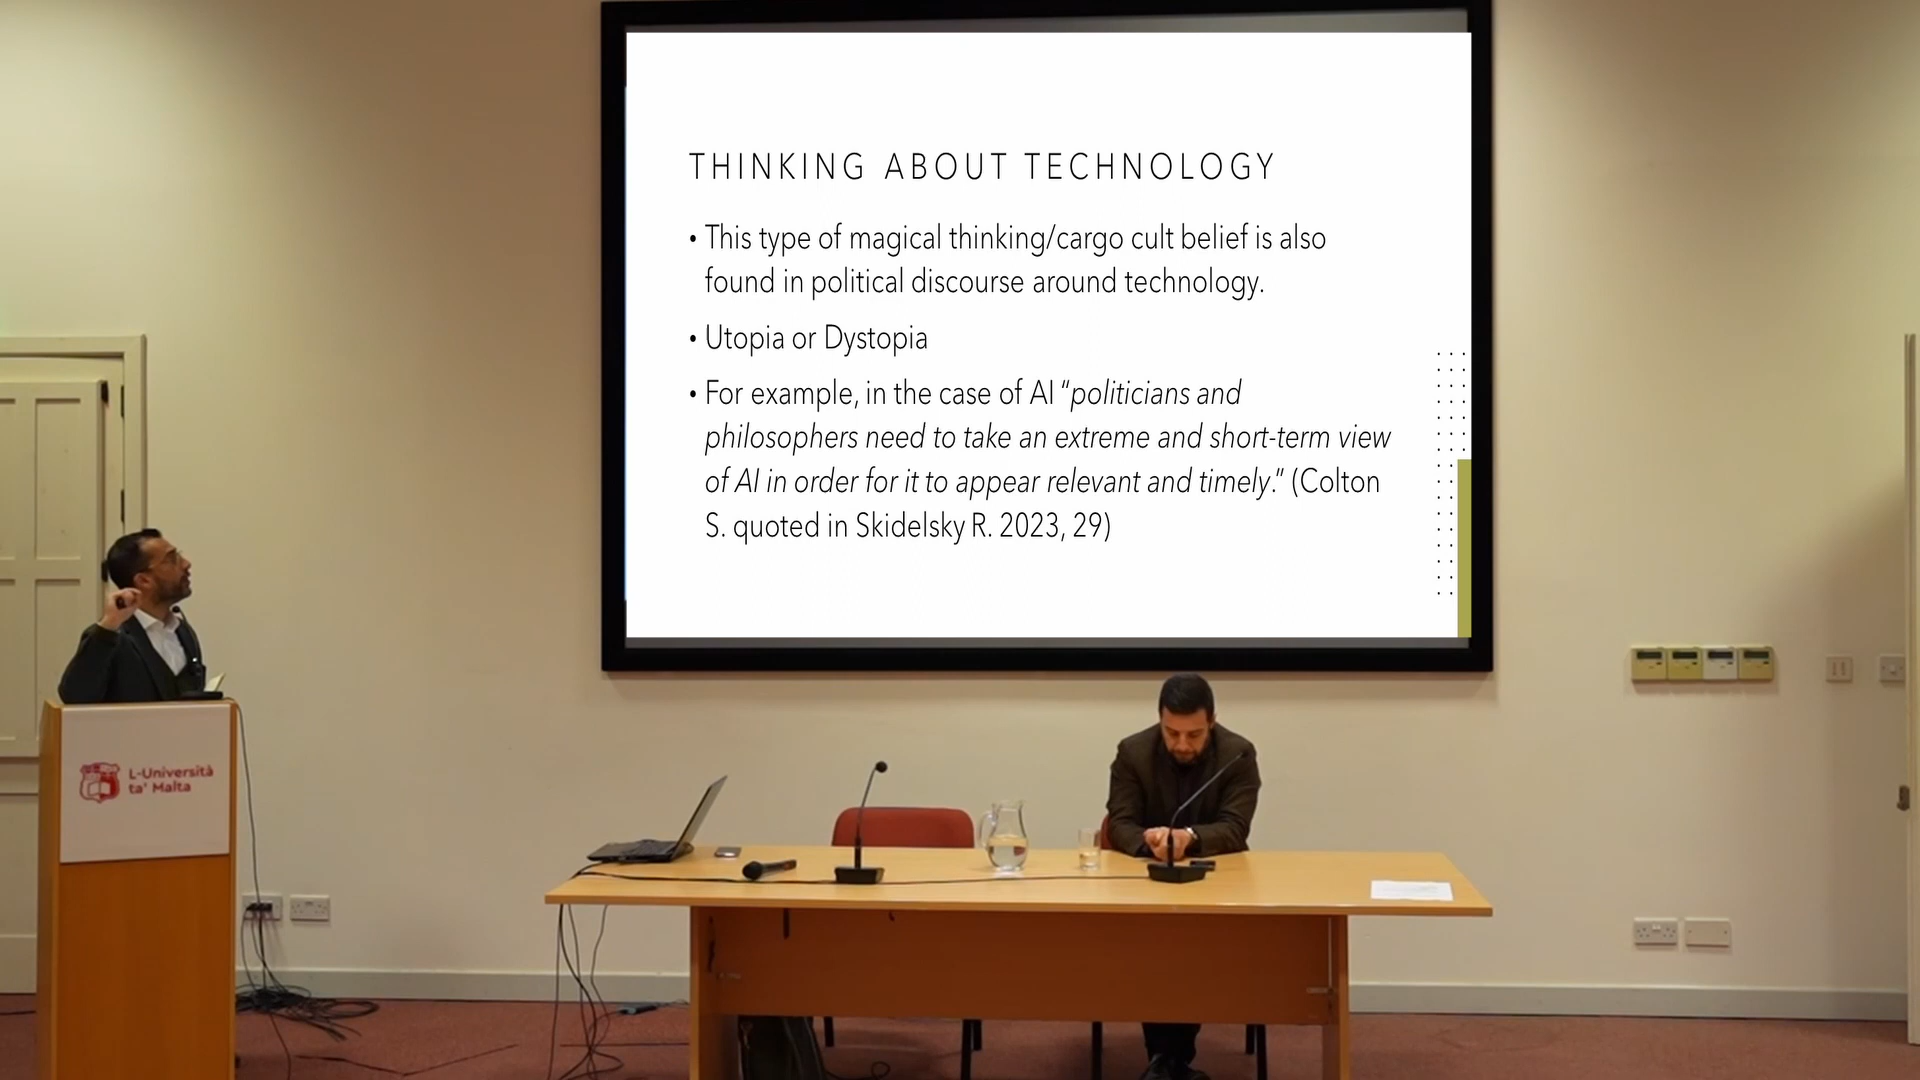 THINKING ABOUT TECHNOLOGY
• This type of magical thinking/cargo cult belief is also
found in political discourse around technology.
• Utopia or Dystopia
• For example, in the case of AI “politicians and
philosophers need to take an extreme and short-term view
of AI in order for it to appear relevant and timely.” (Colton
S. quoted in Skidelsky R. 2023, 29)
L-Università
ta' Malta